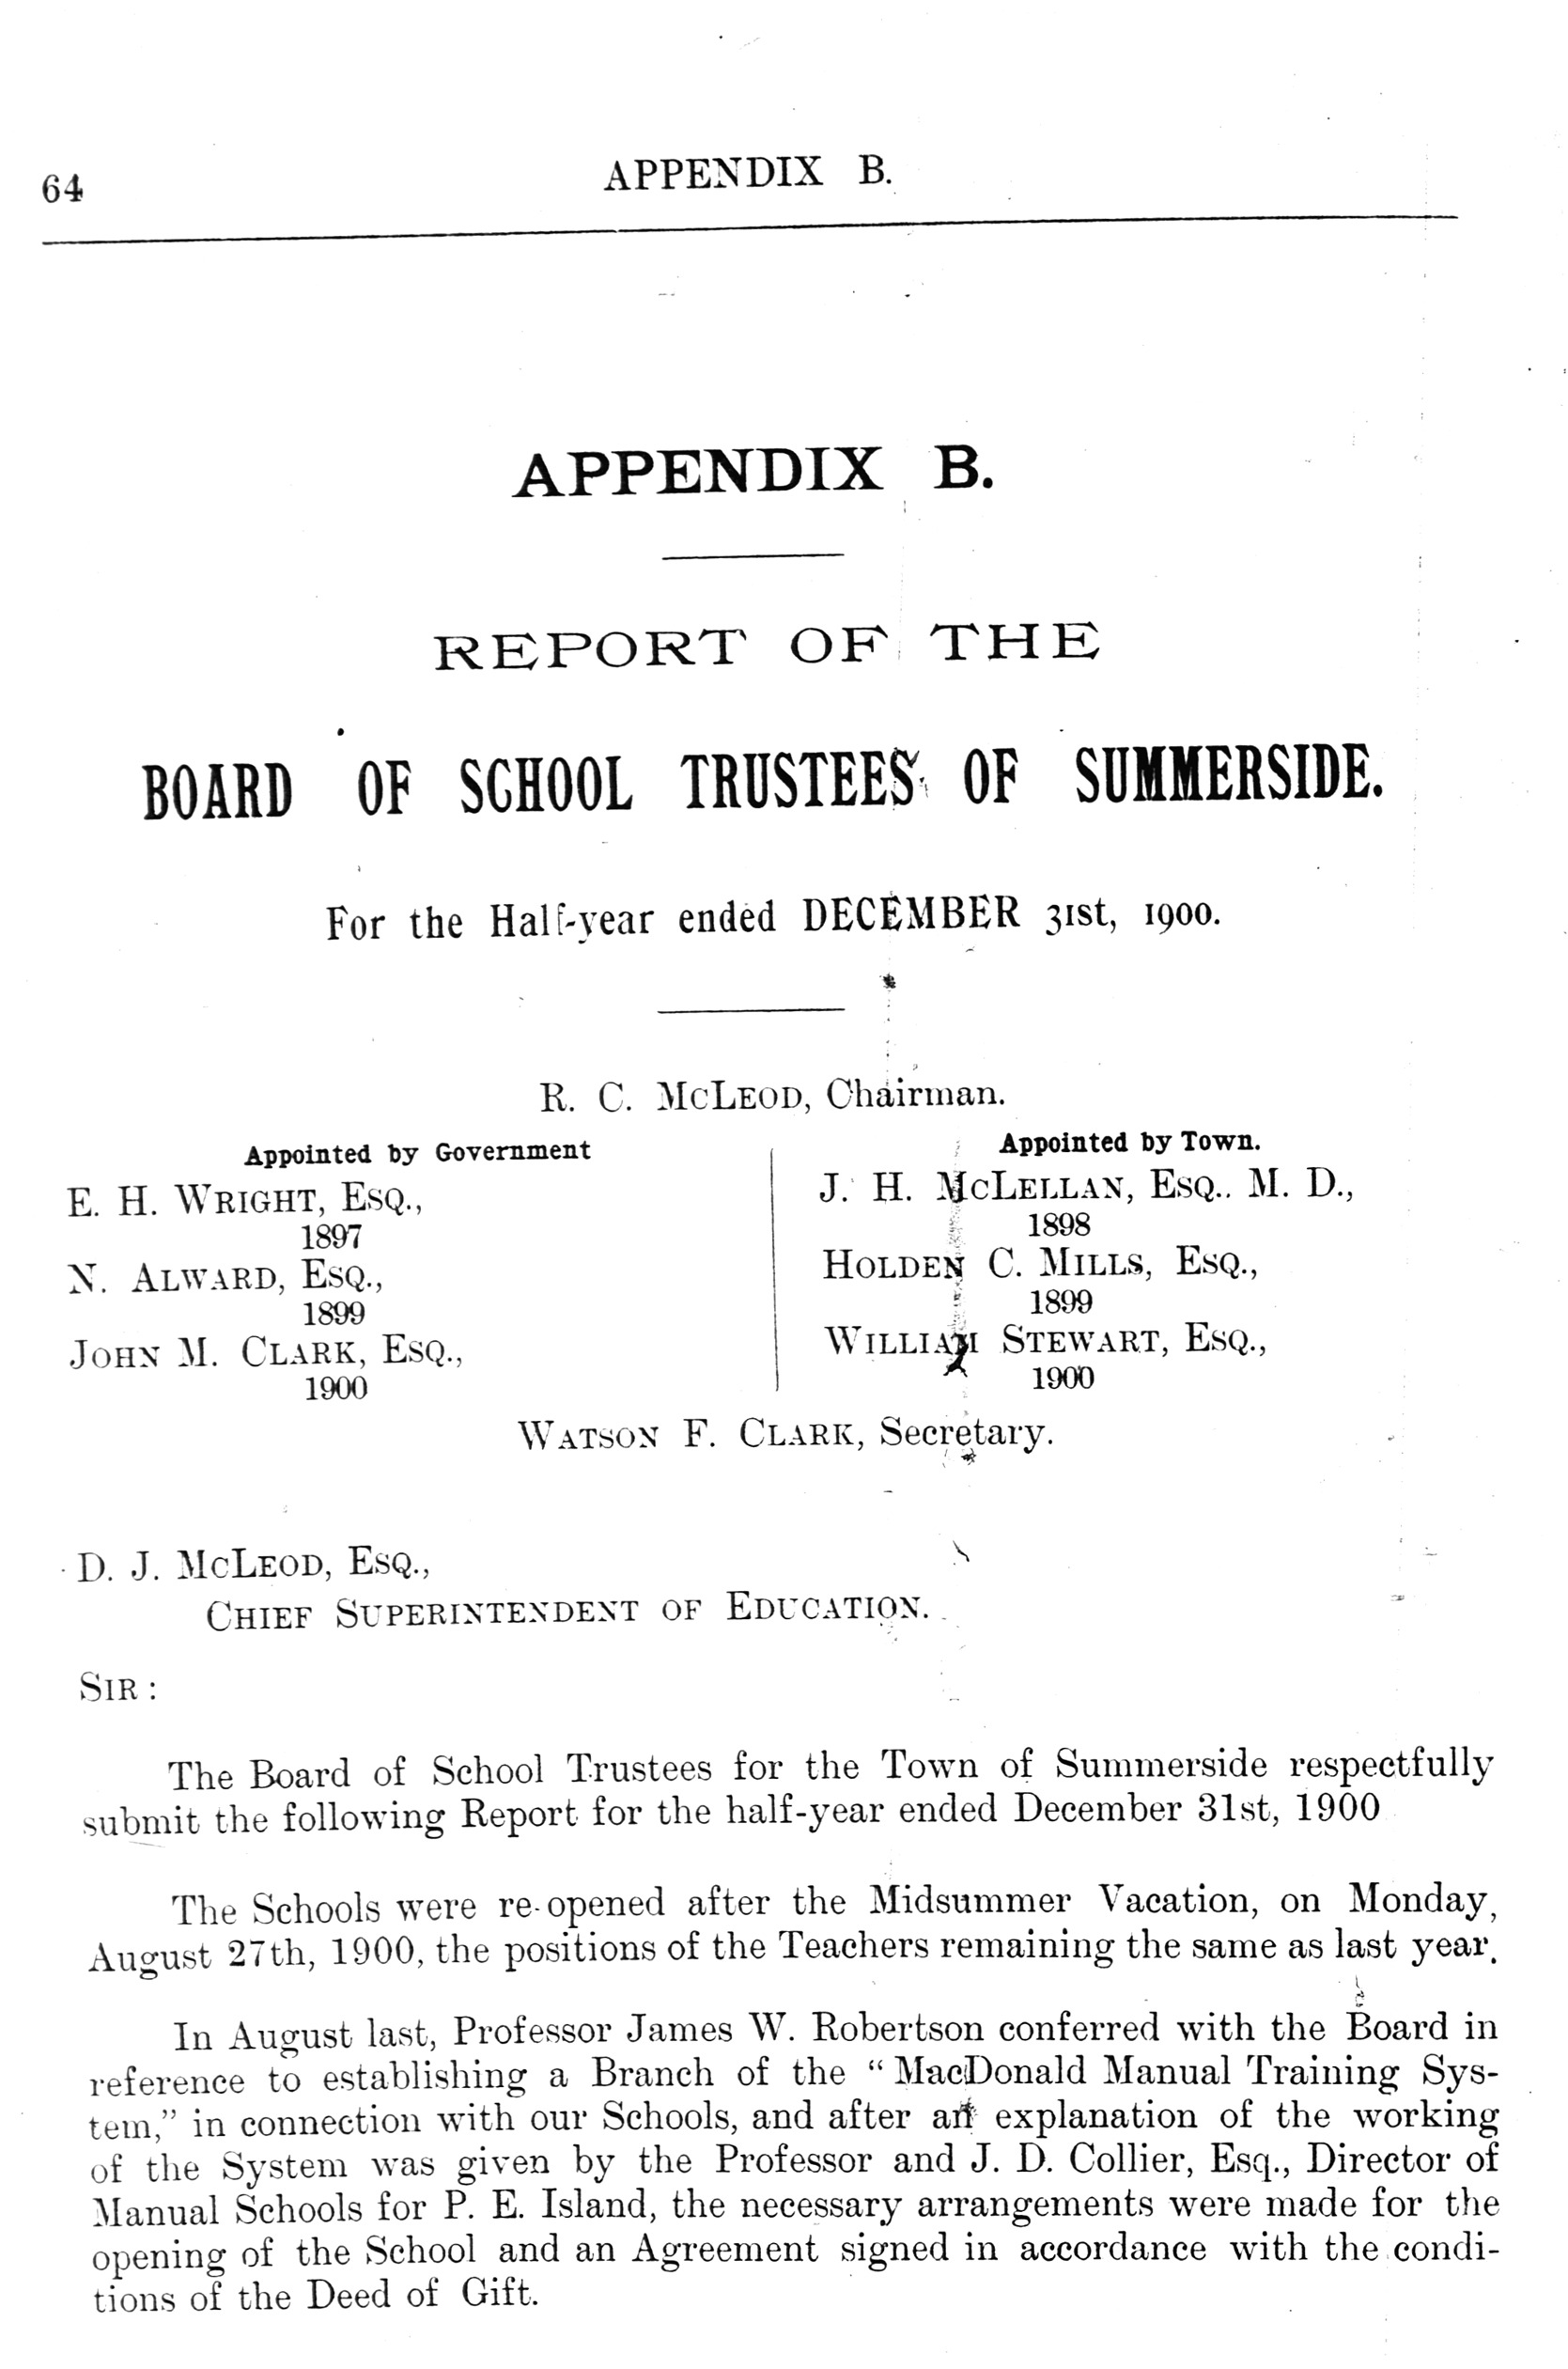 64
APPENDIX B.
APPENDIX B.
REPORT OF THE
BOARD OF SCHOOL TRUSTEES OF SUMMERSIDE.
For the Half-year ended DECEMBER 31st, 1900.
R. C. McLeod, Chairman.
Appointed by Government
E. H. Wright, Esq.,
1897
N. Alward, Esq.,
1899
John M. Clark, Esq.,
1900
Appointed by Town.
J. H. McLellan, Esq.. M. D.,
1898
Holden C. Mills, Esq.,
1899
William Stewart, Esq.,
1900
Watson F. Clark, Secretary.
D. J. McLeod, Esq.,
Chief Superintendent of Education.
Sir:
The Board of School Trustees for the Town of Summerside respectfully
submit the following Report for the half-year ended December 31st, 1900
The Schools were re-opened after the Midsummer Vacation, on Monday,
August 27th, 1900, the positions of the Teachers remaining the same as last year.
In August last, Professor James W. Robertson conferred with the Board in
reference to establishing a Branch of the “MacDonald Manual Training Sys-
tem,” in connection with our Schools, and after an explanation of the working
of the System was given by the Professor and J. D. Collier, Esq., Director of
Manual Schools for P. E. Island, the necessary arrangements were made for the
opening of the School and an Agreement signed in accordance with the condi-
tions of the Deed of Gift.